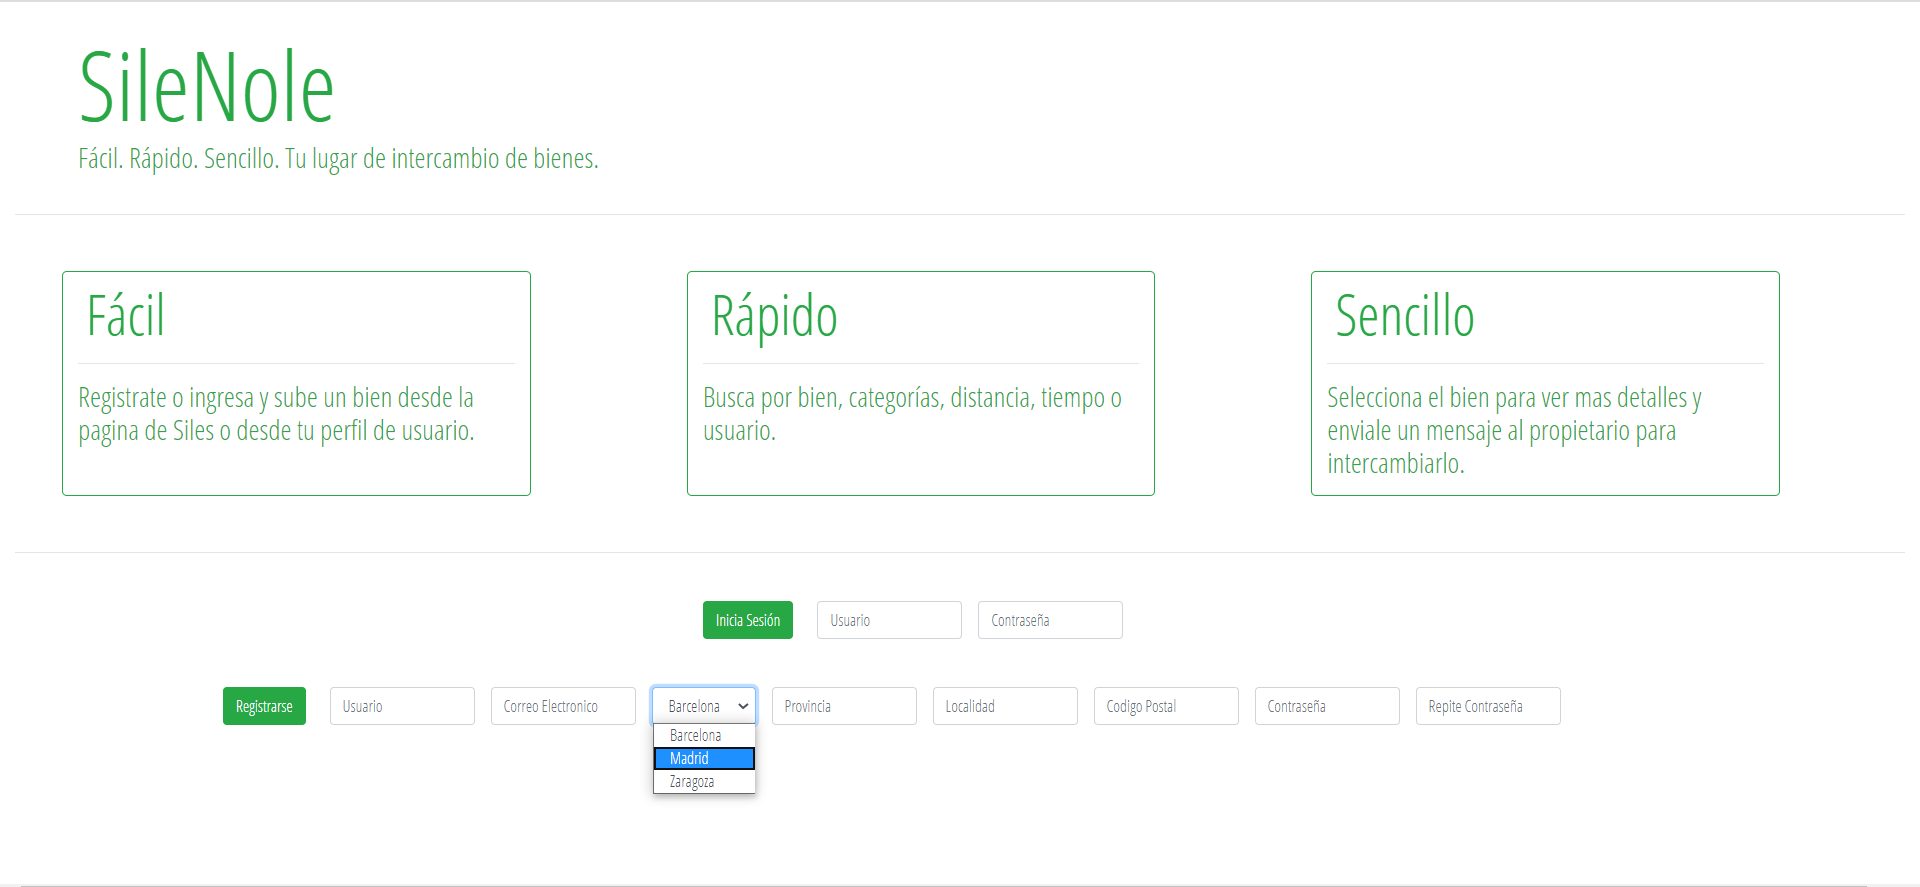 SileNole
Fácil. Rápido. Sencillo. Tu lugar de intercambio de bienes.
Fácil
Registrate o ingresa y sube un bien desde la
pagina de Siles o desde tu perfil de usuario.
Rápido
Busca por bien, categorías, distancia, tiempo o
usuario.
Sencillo
Selecciona el bien para ver mas detalles y
enviale un mensaje al propietario para
intercambiarlo.
Inicia Sesión Usuario Contraseña
Registrarse Usuario Correo Electronico Barcelona Provincia Localidad Codigo Postal Contraseña Repite Contraseña
Barcelona
Madrid
Zaragoza